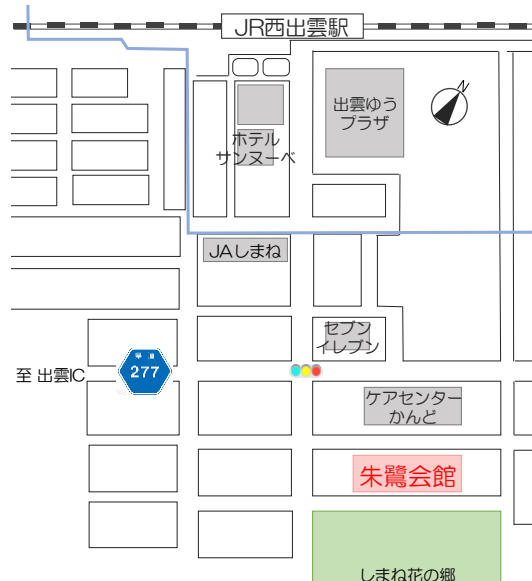 JR西出雲駅
N
出雲ゆう
プラザ
ホテル
サンヌーベ
JAしまね
セブン
イレブン
至 出雲IC
277
ケアセンター
かんど
朱鷺会館
しまね花の郷